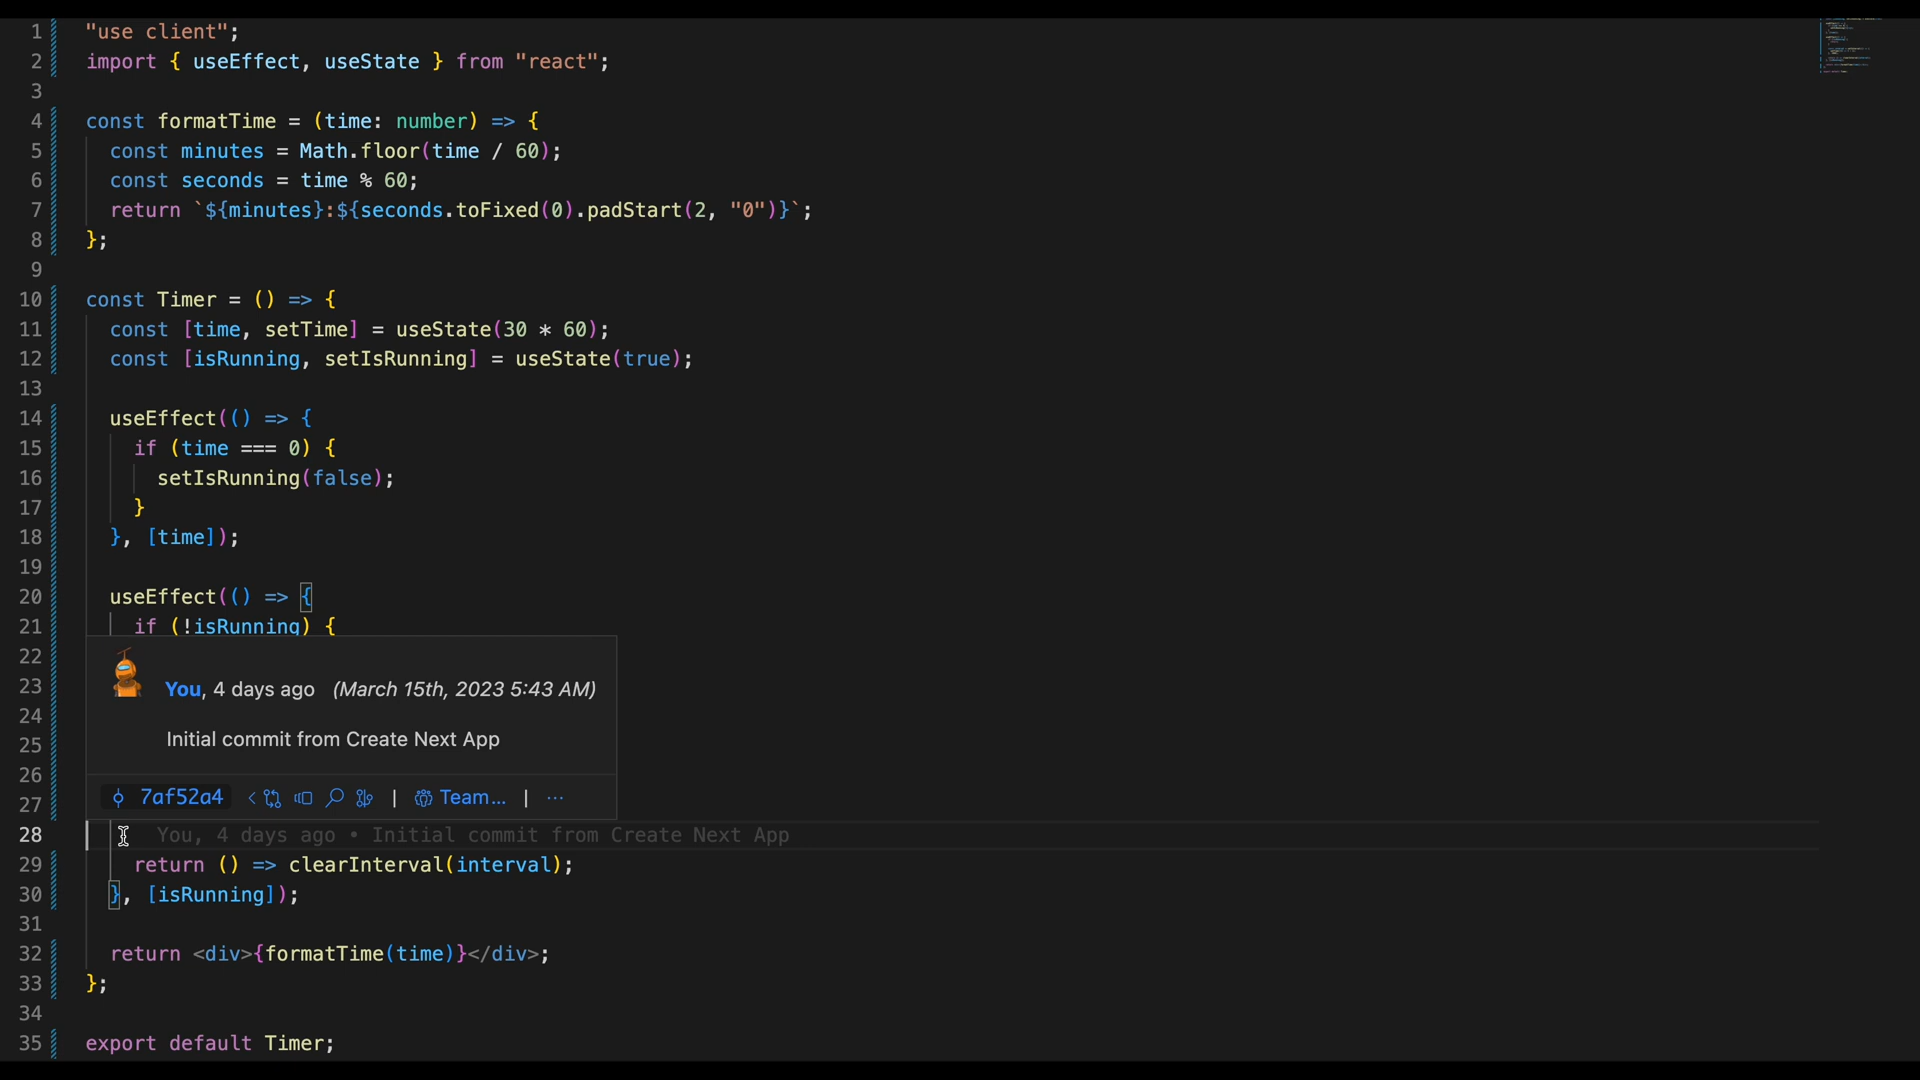 1 "use client";
2 import { useEffect, useState } from "react";
3
4 const formatTime = (time: number) => {
5   const minutes = Math.floor(time / 60);
6   const seconds = time % 60;
7   return `${minutes}:${seconds.toFixed(0).padStart(2, "0")}`;
8 };
9
10 const Timer = () => {
11   const [time, setTime] = useState(30 * 60);
12   const [isRunning, setIsRunning] = useState(true);
13
14   useEffect(() => {
15     if (time === 0) {
16       setIsRunning(false);
17     }
18   }, [time]);
19
20   useEffect(() => {
21     if (!isRunning) {
22
23 You, 4 days ago (March 15th, 2023 5:43 AM)
24
25 Initial commit from Create Next App
26
27 7af52a4 | Team... | ...
28 You, 4 days ago • Initial commit from Create Next App
29     return () => clearInterval(interval);
30   }, [isRunning]);
31
32   return <div>{formatTime(time)}</div>;
33 };
34
35 export default Timer;